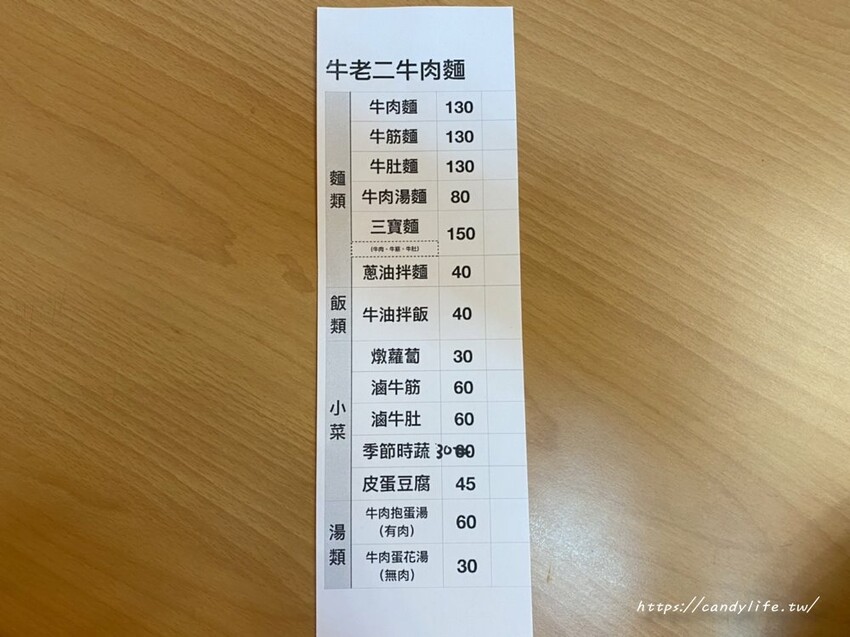 牛老二牛肉麵
麵類
牛肉麵 130
牛筋麵 130
牛肚麵 130
牛肉湯麵 80
三寶麵 150
(牛肉、牛筋、牛肚)
蔥油拌麵 40
飯類
牛油拌飯 40
小菜
燉蘿蔔 30
滷牛筋 60
滷牛肚 60
季節時蔬 30
皮蛋豆腐 45
湯類
牛肉抱蛋湯 60
(有肉)
牛肉蛋花湯 30
(無肉)
https://candylife.tw/